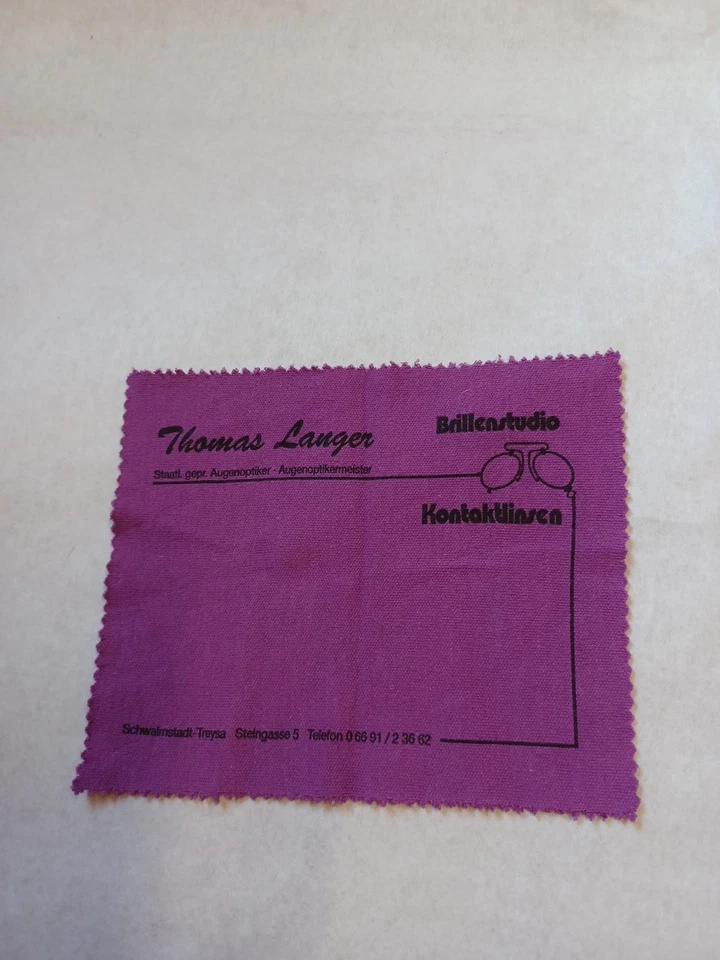 Brillenstudio
Thomas Langer
Staatl. gepr. Augenoptiker · Augenoptikermeister
Kontaktlinsen
Schwalmstadt-Treysa Steingasse 5 Telefon 0 66 91 / 2 36 62